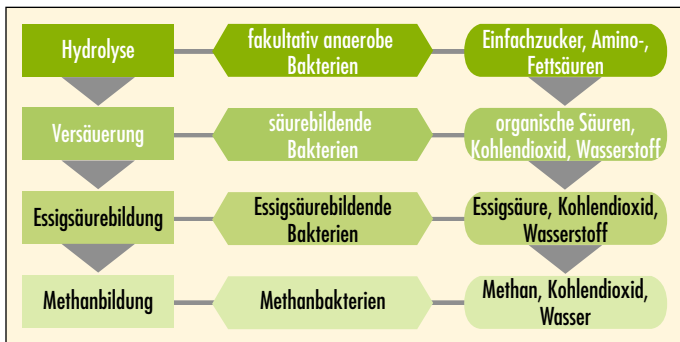 Hydrolyse
fakultativ anaerobe
Bakterien
Einfachzucker, Amino-,
Fettsäuren
Versäuerung
säurebildende
Bakterien
organische Säuren,
Kohlendioxid, Wasserstoff
Essigsäurebildung
Essigsäurebildende
Bakterien
Essigsäure, Kohlendioxid,
Wasserstoff
Methanbildung
Methanbakterien
Methan, Kohlendioxid,
Wasser